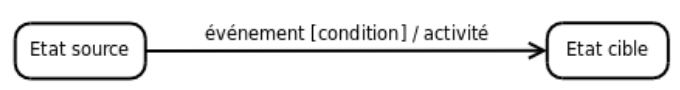 événement [condition] / activité
Etat source
Etat cible